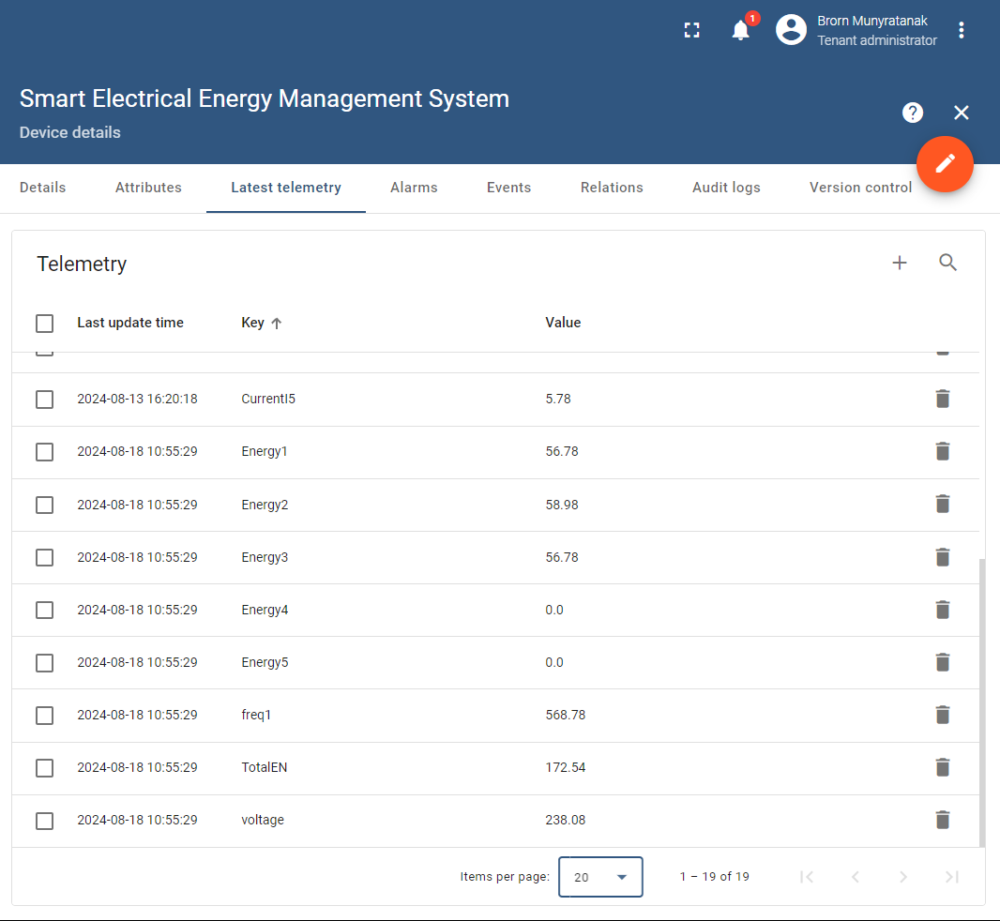 1
Brorn Munyratanak
Tenant administrator
Smart Electrical Energy Management System
Device details
?
Details Attributes Latest telemetry Alarms Events Relations Audit logs Version control
Telemetry
Last update time Key Value
2024-08-13 16:20:18 CurrentI5 5.78
2024-08-18 10:55:29 Energy1 56.78
2024-08-18 10:55:29 Energy2 58.98
2024-08-18 10:55:29 Energy3 56.78
2024-08-18 10:55:29 Energy4 0.0
2024-08-18 10:55:29 Energy5 0.0
2024-08-18 10:55:29 freq1 568.78
2024-08-18 10:55:29 TotalEN 172.54
2024-08-18 10:55:29 voltage 238.08
Items per page: 20 1 – 19 of 19